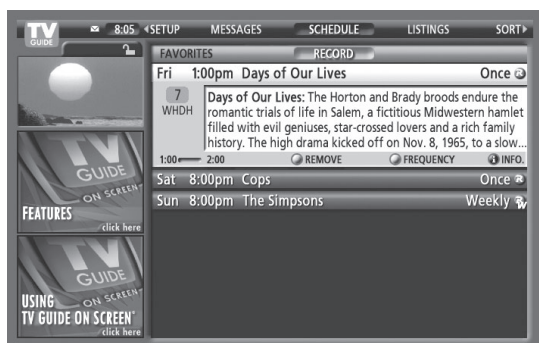 TV
GUIDE
8:05
SETUP MESSAGES SCHEDULE LISTINGS SORT
FAVORITES RECORD
Fri 1:00pm Days of Our Lives Once
7
WHDH
Days of Our Lives: The Horton and Brady broods endure the
romantic trials of life in Salem, a fictitious Midwestern hamlet
filled with evil geniuses, star-crossed lovers and a rich family
history. The high drama kicked off on Nov. 8, 1965, to a slow...
1:00 2:00 REMOVE FREQUENCY INFO.
Sat 8:00pm Cops Once
Sun 8:00pm The Simpsons Weekly
TV
GUIDE
ON SCREEN
FEATURES
click here
TV
GUIDE
ON SCREEN
USING
TV GUIDE ON SCREEN
click here